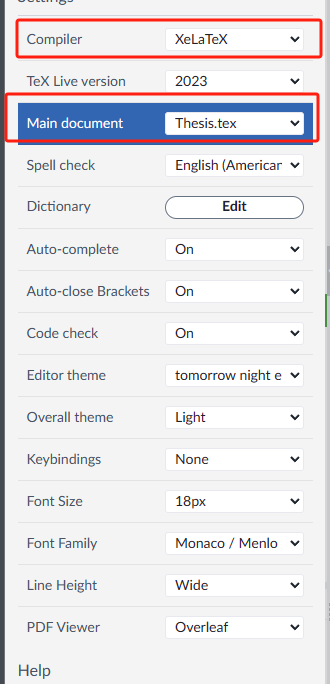 Settings
Compiler XeLaTeX
TeX Live version 2023
Main document Thesis.tex
Spell check English (American
Dictionary Edit
Auto-complete On
Auto-close Brackets On
Code check On
Editor theme tomorrow night e
Overall theme Light
Keybindings None
Font Size 18px
Font Family Monaco / Menlo
Line Height Wide
PDF Viewer Overleaf
Help